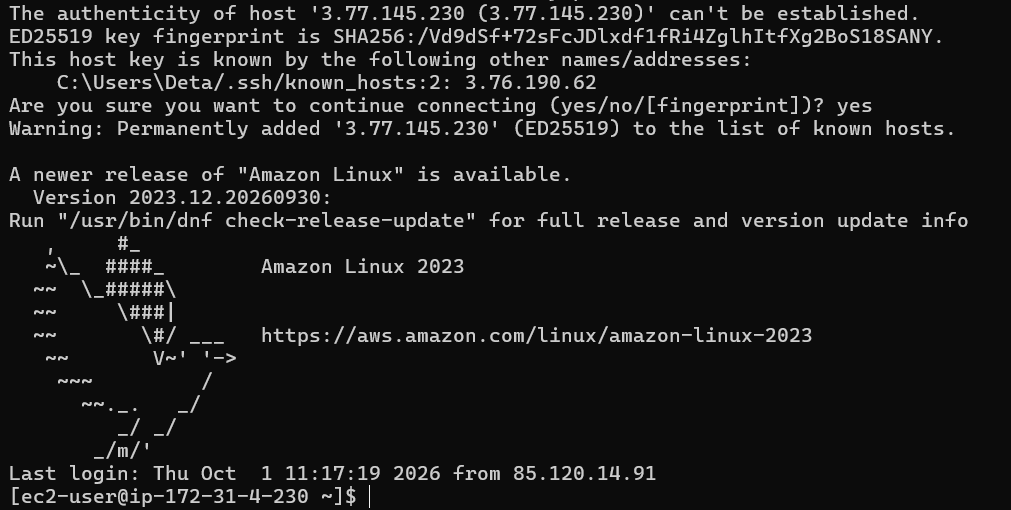 The authenticity of host '3.77.145.230 (3.77.145.230)' can't be established.
ED25519 key fingerprint is SHA256:/Vd9dSf+72sFcJDlxdf1fRi4ZglhItfXg2BoS18SANY.
This host key is known by the following other names/addresses:
    C:\Users\Deta/.ssh/known_hosts:2: 3.76.190.62
Are you sure you want to continue connecting (yes/no/[fingerprint])? yes
Warning: Permanently added '3.77.145.230' (ED25519) to the list of known hosts.

A newer release of "Amazon Linux" is available.
  Version 2023.12.20260930:
Run "/usr/bin/dnf check-release-update" for full release and version update info
   ,     #_
   ~\_  ####_        Amazon Linux 2023
  ~~  \_#####\
  ~~     \###|
  ~~       \#/ ___   https://aws.amazon.com/linux/amazon-linux-2023
   ~~       V~' '->
    ~~~         /
      ~~._.   _/
         _/ _/
       _/m/'
Last login: Thu Oct  1 11:17:19 2026 from 85.120.14.91
[ec2-user@ip-172-31-4-230 ~]$